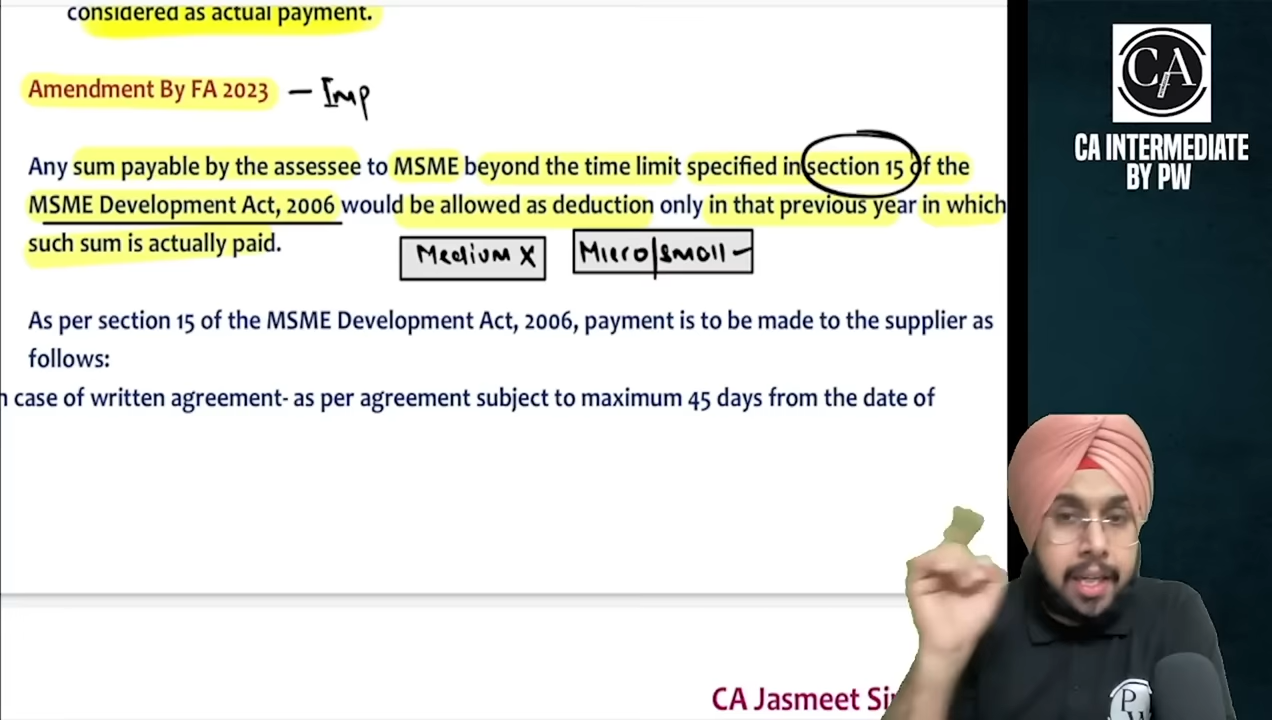 considered as actual payment.
Amendment By FA 2023 — Imp
Any sum payable by the assessee to MSME beyond the time limit specified in section 15 of the
MSME Development Act, 2006 would be allowed as deduction only in that previous year in which
such sum is actually paid.
Medium X Micro/small
As per section 15 of the MSME Development Act, 2006, payment is to be made to the supplier as
follows:
n case of written agreement- as per agreement subject to maximum 45 days from the date of
CA Jasmeet Si
CA
CA INTERMEDIATE
BY PW
PW